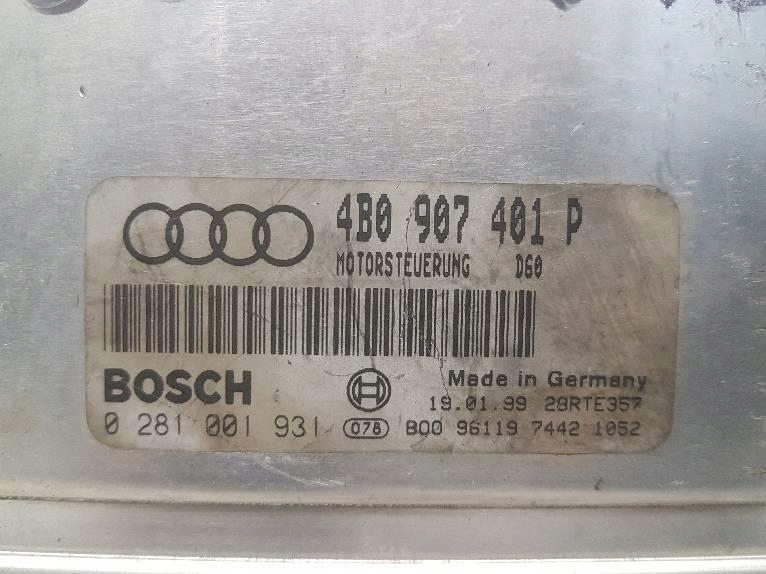 4B0 907 401 P
MOTORSTEUERUNG D60
BOSCH
Made in Germany
19.01.99 28RTE357
0 281 001 931 078 B00 96119 7442 1052